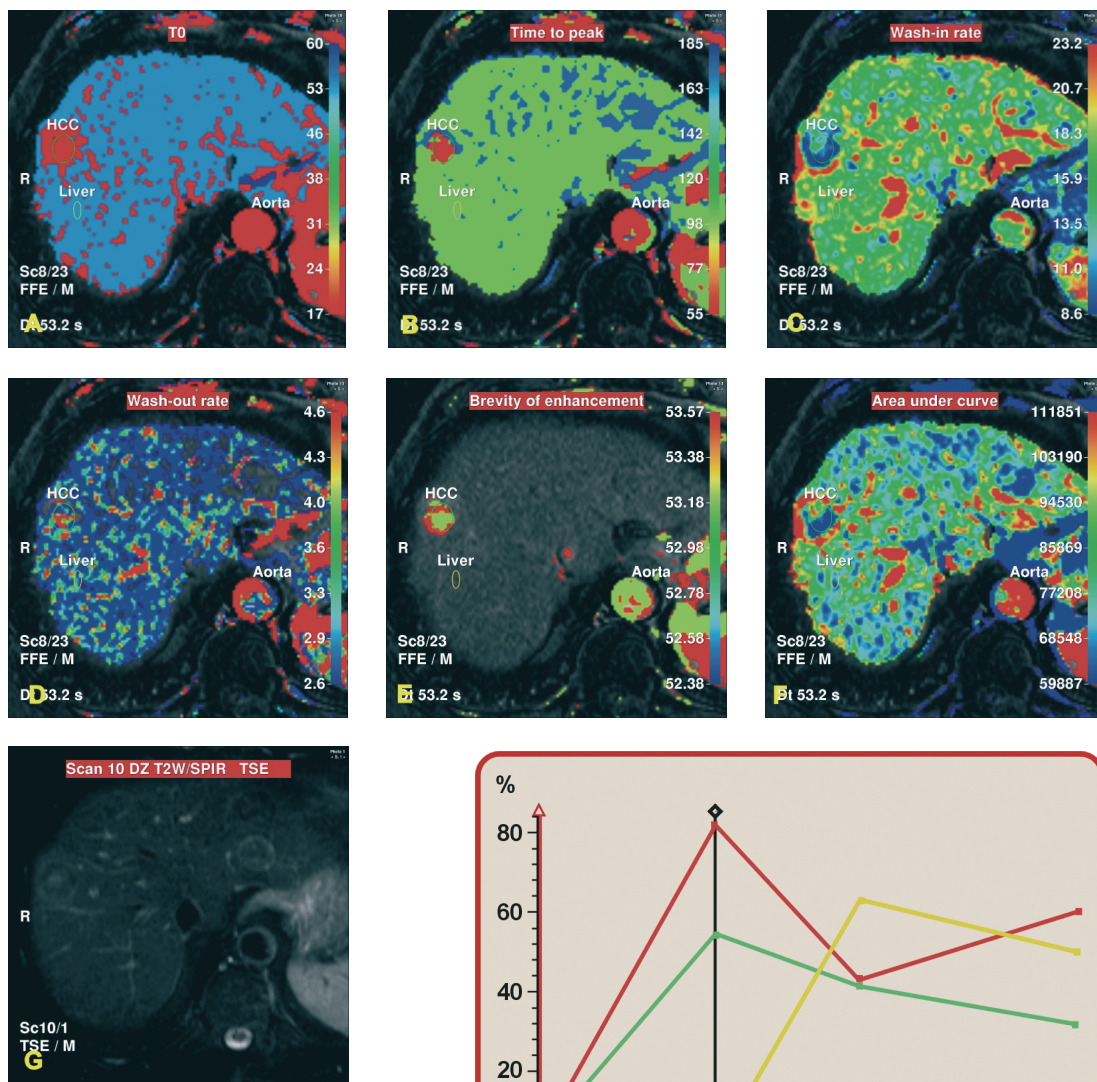 T0
60
53
46
HCC
38
R
Liver
Aorta
31
24
Sc8/23
FFE / M
17
53.2 s
A
Time to peak
185
163
142
HCC
120
R
Liver
Aorta
98
77
Sc8/23
FFE / M
55
53.2 s
B
Wash-in rate
23.2
20.7
18.3
HCC
15.9
R
Liver
Aorta
13.5
11.0
Sc8/23
FFE / M
8.6
53.2 s
C
Wash-out rate
4.6
4.3
4.0
HCC
3.6
R
Liver
Aorta
3.3
2.9
Sc8/23
FFE / M
2.6
53.2 s
D
Brevity of enhancement
53.57
53.38
53.18
HCC
52.98
R
Liver
Aorta
52.78
52.58
Sc8/23
FFE / M
52.38
53.2 s
E
Area under curve
111851
103190
94530
HCC
85869
R
Liver
Aorta
77208
68548
Sc8/23
FFE / M
59887
53.2 s
F
Scan 10 DZ T2W/SPIR TSE
R
Sc10/1
TSE / M
G
%
80
60
40
20